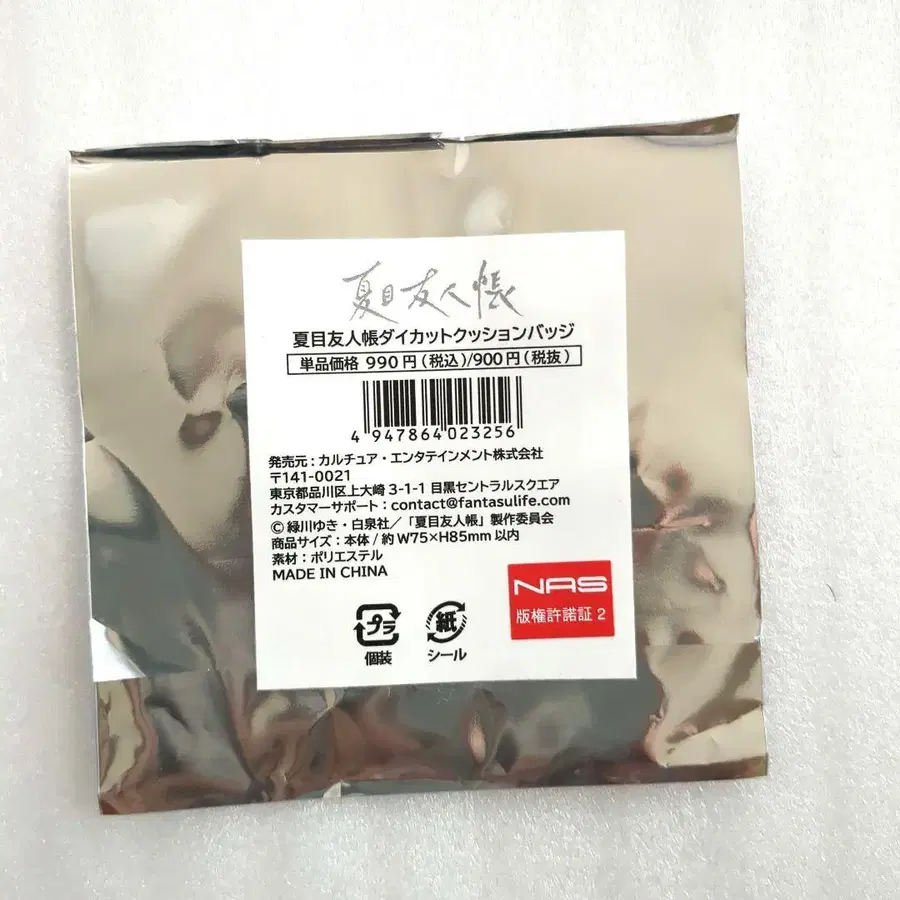 夏目友人帳
夏目友人帳ダイカットクッションバッジ
単品価格 990円(税込)/900円(税抜)
4 947864 023256
発売元:カルチュア・エンタテインメント株式会社
〒141-0021
東京都品川区上大崎3-1-1 目黒セントラルスクエア
カスタマーサポート:contact@fantasulife.com
©緑川ゆき・白泉社/「夏目友人帳」製作委員会
商品サイズ:本体/約W75×H85mm以内
素材:ポリエステル
MADE IN CHINA
NAS
版権許諾証2
プラ
個装
紙
シール